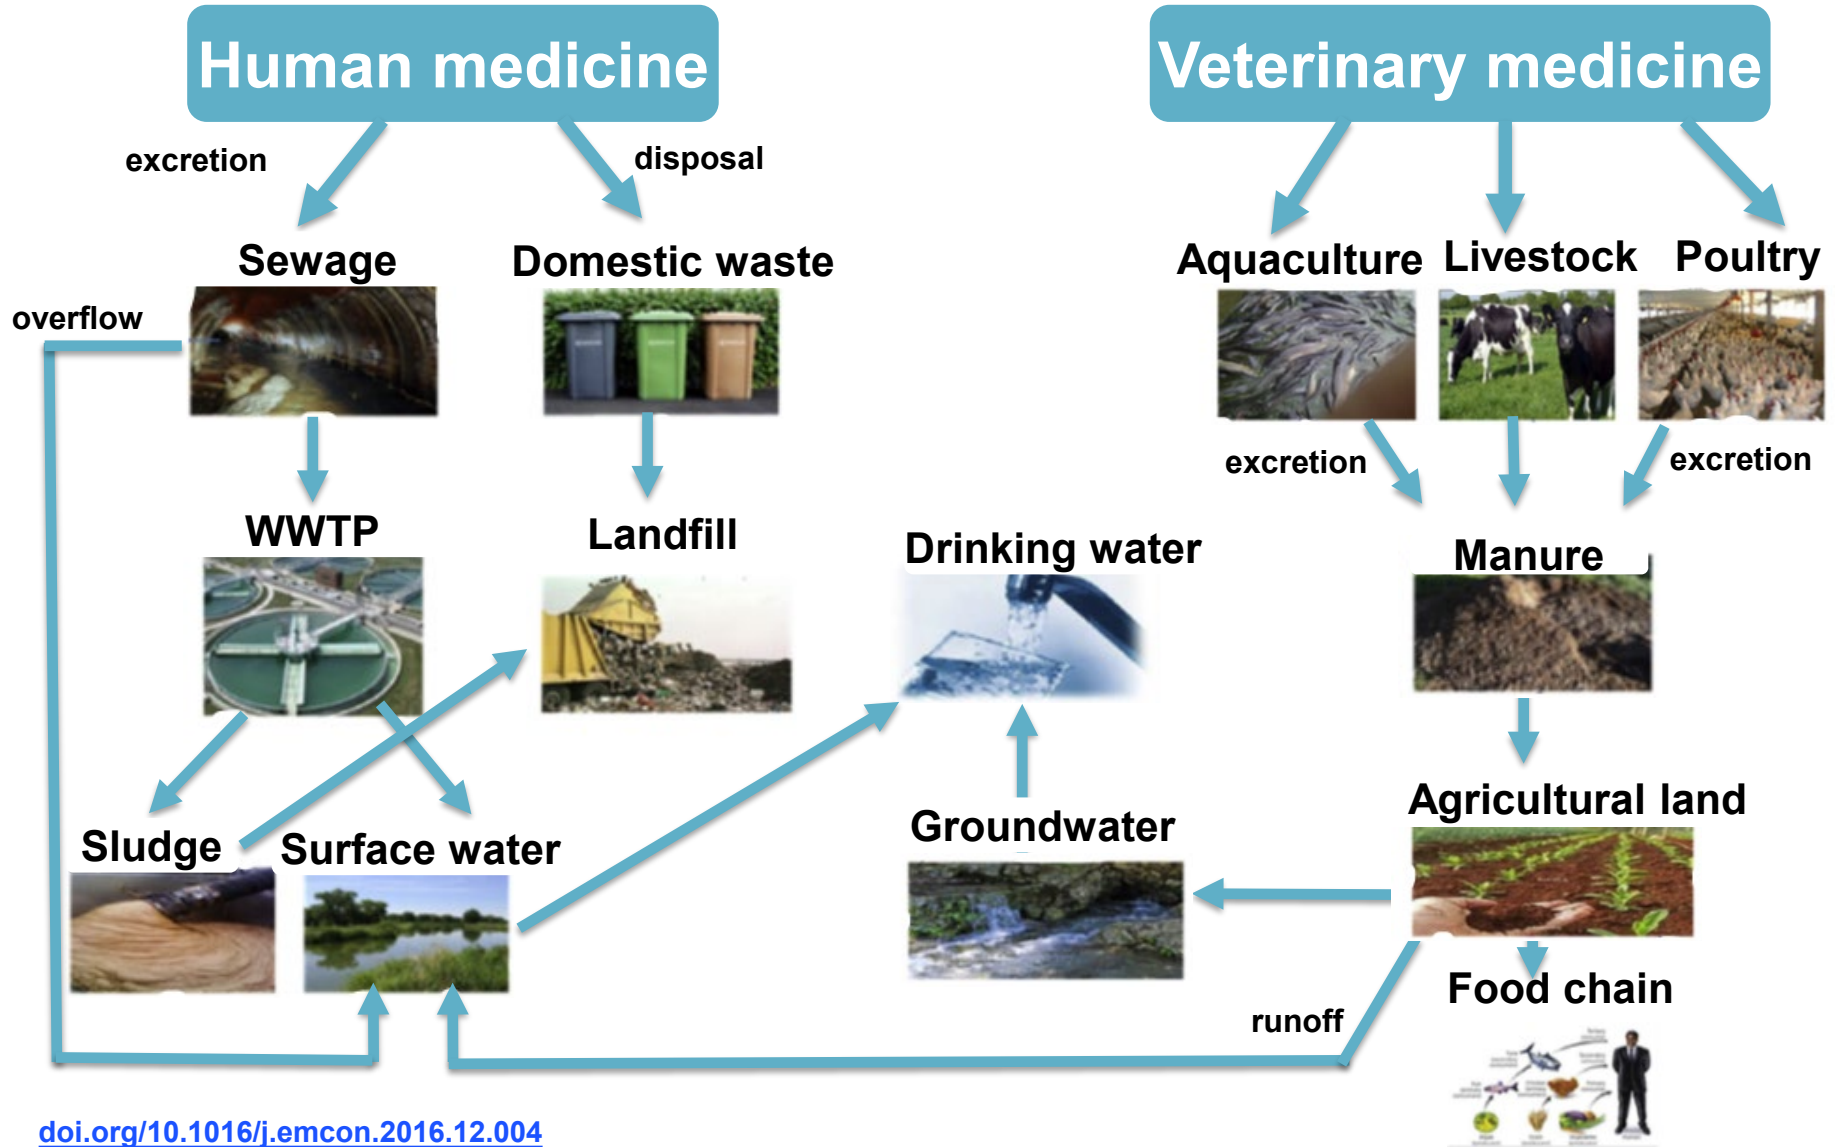 Human medicine
Veterinary medicine
excretion
disposal
Sewage
Domestic waste
Aquaculture
Livestock
Poultry
overflow
excretion
excretion
WWTP
Landfill
Drinking water
Manure
Sludge
Surface water
Groundwater
Agricultural land
Food chain
runoff
doi.org/10.1016/j.emcon.2016.12.004